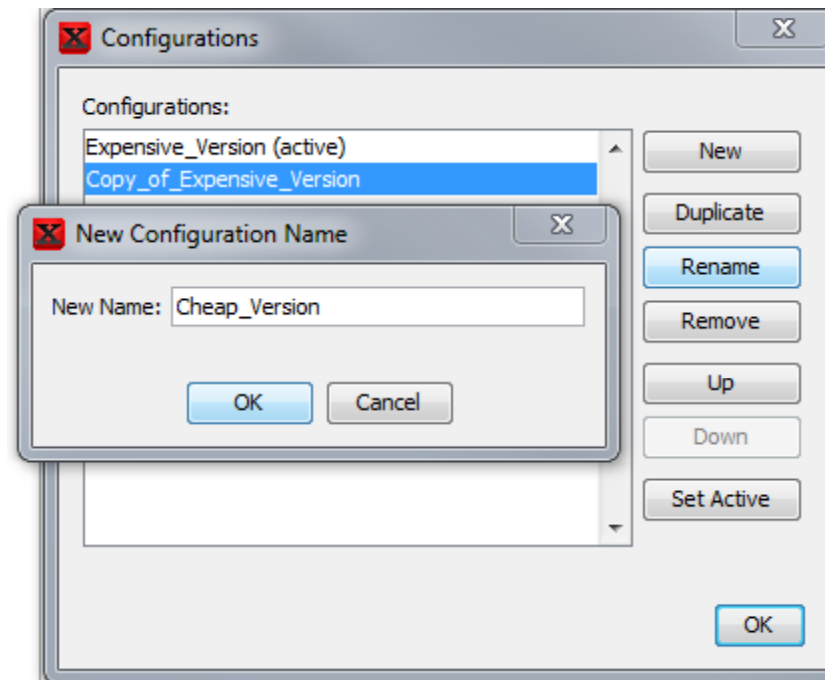 Configurations
Configurations:
Expensive_Version (active)
Copy_of_Expensive_Version
New
Duplicate
Rename
Remove
Up
Down
Set Active
OK
New Configuration Name
New Name: Cheap_Version
OK Cancel